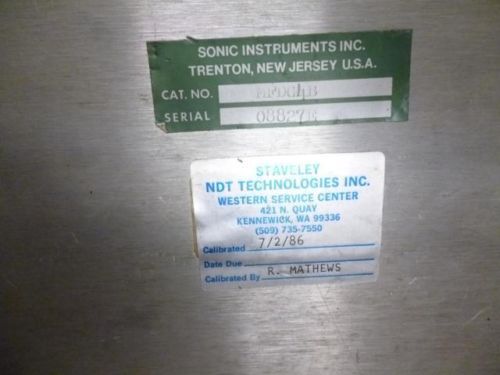 SONIC INSTRUMENTS INC.
TRENTON, NEW JERSEY U.S.A.
CAT. NO.
SERIAL 08827E
STAVELEY
NDT TECHNOLOGIES INC.
WESTERN SERVICE CENTER
421 N. QUAY
KENNEWICK, WA 99336
(509) 735-7550
Calibrated 7/2/86
Date Due
Calibrated By R. MATHEWS